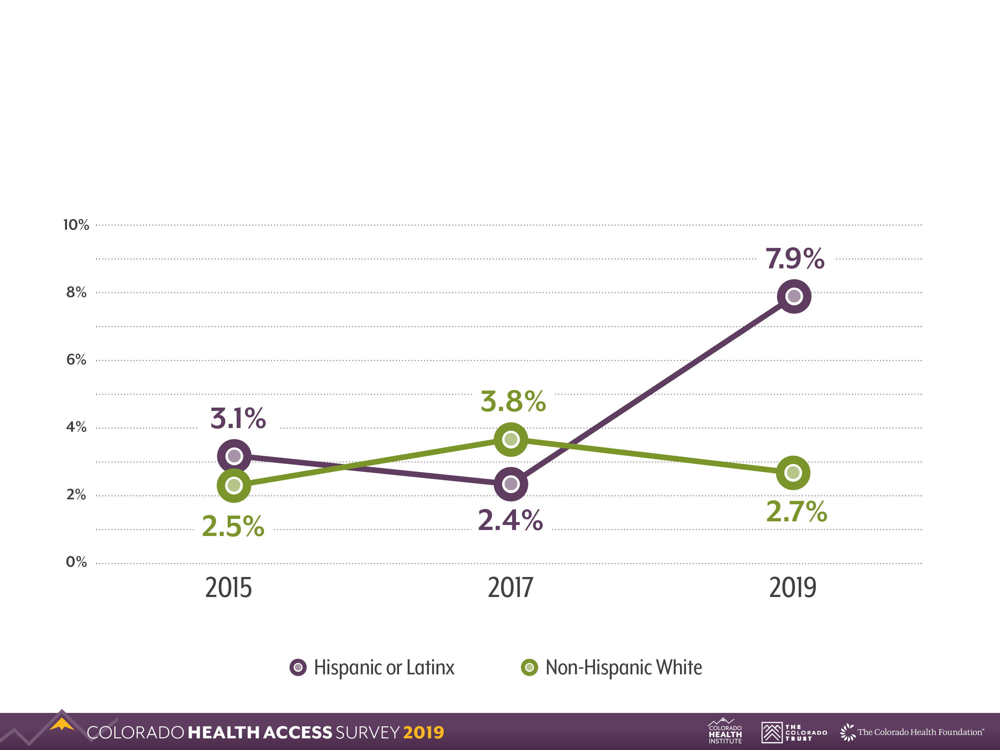 10%
7.9%
8%
6%
3.8%
3.1%
4%
2%
2.7%
2.4%
2.5%
0%
2015 2017 2019
Hispanic or Latinx Non-Hispanic White
COLORADO HEALTH ACCESS SURVEY 2019
COLORADO
HEALTH
INSTITUTE
THE
COLORADO
TRUST
The Colorado Health Foundation™